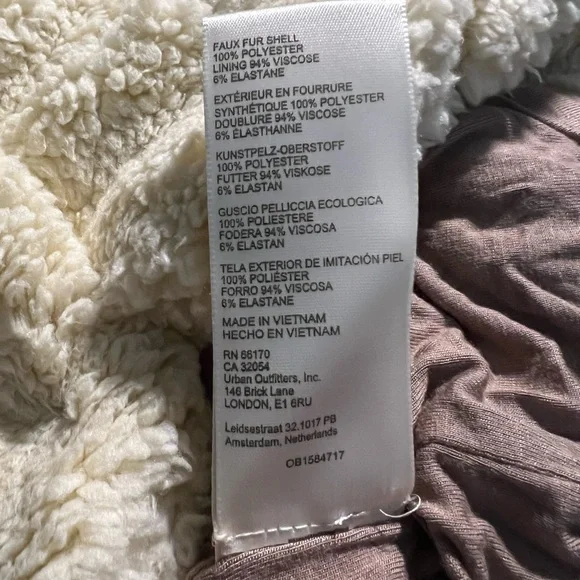 FAUX FUR SHELL
100% POLYESTER
LINING 94% VISCOSE
6% ELASTANE
EXTÉRIEUR EN FOURRURE
SYNTHÉTIQUE 100% POLYESTER
DOUBLURE 94% VISCOSE
6% ÉLASTHANNE
KUNSTPELZ-OBERSTOFF
100% POLYESTER
FUTTER 94% VISKOSE
6% ELASTAN
GUSCIO PELLICCIA ECOLOGICA
100% POLIESTERE
FODERA 94% VISCOSA
6% ELASTAN
TELA EXTERIOR DE IMITACIÓN PIEL
100% POLIÉSTER
FORRO 94% VISCOSA
6% ELASTANE
MADE IN VIETNAM
HECHO EN VIETNAM
RN 66170
CA 32054
Urban Outfitters, Inc.
146 Brick Lane
LONDON, E1 6RU
Leidsestraat 32.1017 PB
Amsterdam, Netherlands
OB1584717